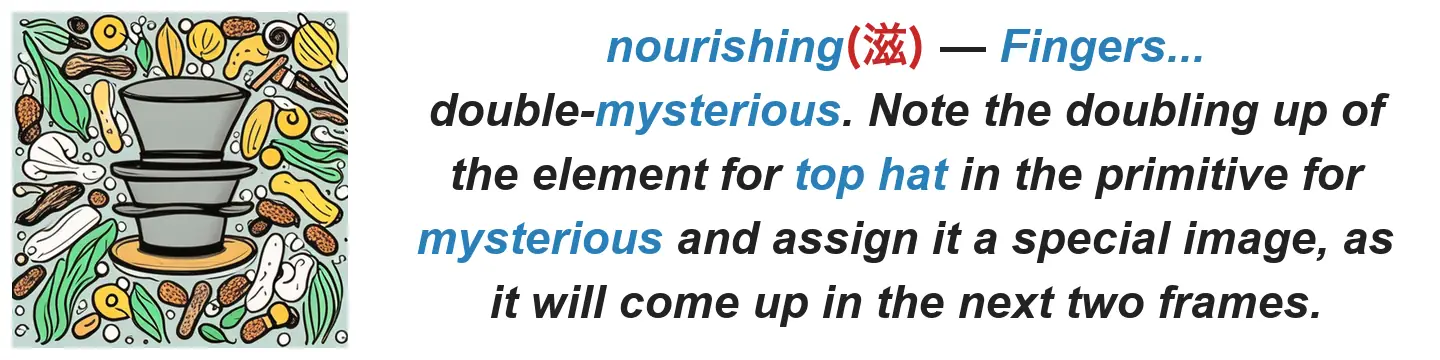 nourishing(滋) — Fingers...
double-mysterious. Note the doubling up of
the element for top hat in the primitive for
mysterious and assign it a special image, as
it will come up in the next two frames.